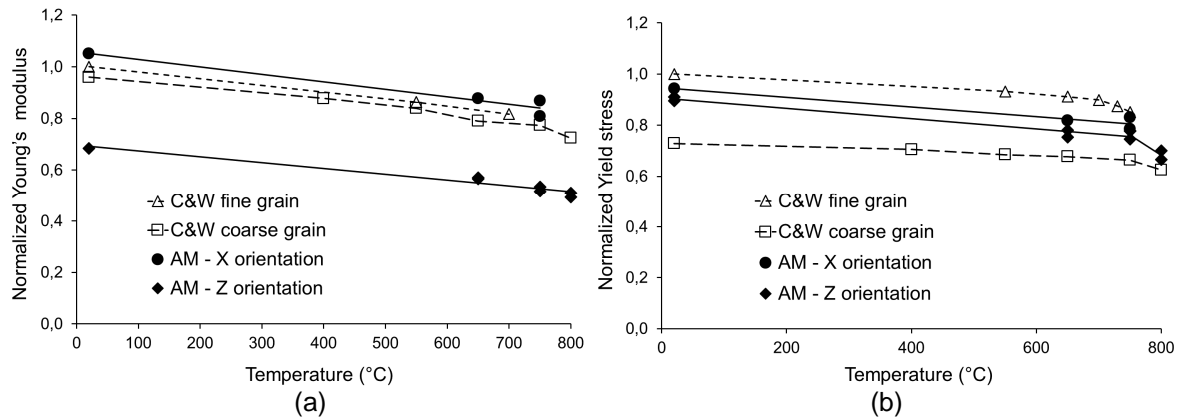 Normalized Young's modulus
1,2
1,0
0,8
0,6
0,4
0,2
0,0
C&W fine grain
C&W coarse grain
AM - X orientation
AM - Z orientation
0 100 200 300 400 500 600 700 800
Temperature (°C)
(a)
Normalized Yield stress
1,2
1,0
0,8
0,6
0,4
0,2
0,0
C&W fine grain
C&W coarse grain
AM - X orientation
AM - Z orientation
0 200 400 600 800
Temperature (°C)
(b)